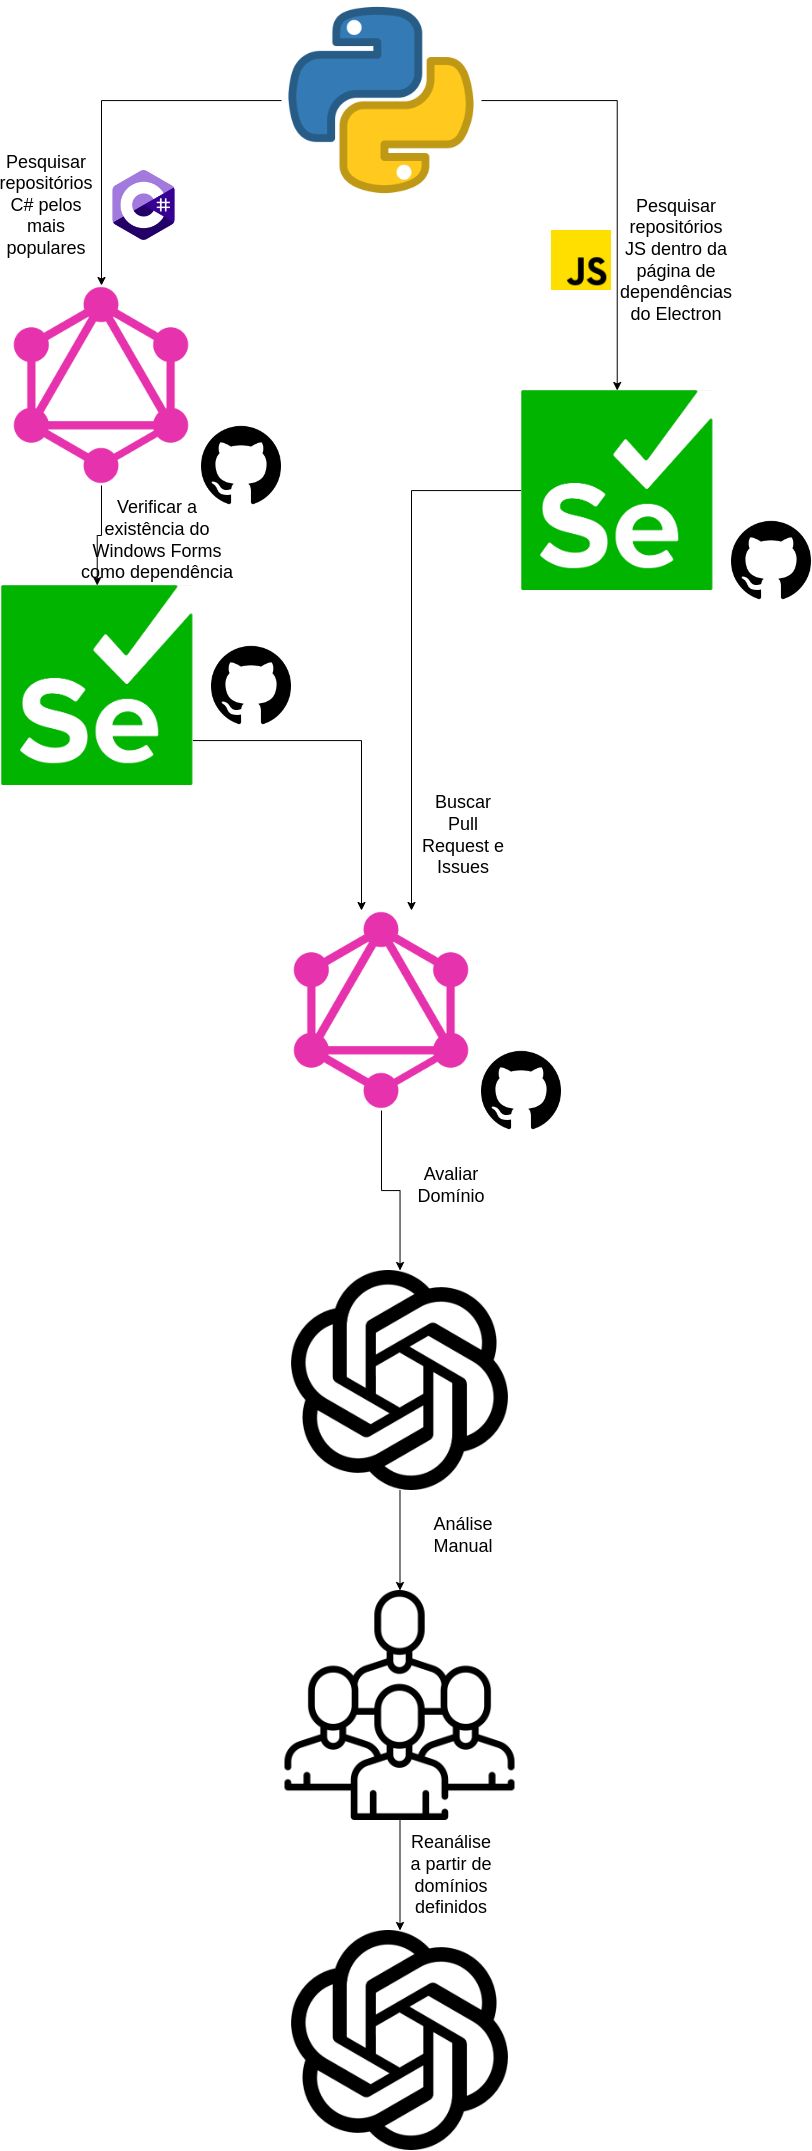 Pesquisar
repositórios
C# pelos
mais
populares
C#
Pesquisar
repositórios
JS dentro da
página de
dependências
do Electron
JS
Verificar a
existência do
Windows Forms
como dependência
Se
Se
Buscar
Pull
Request e
Issues
Avaliar
Domínio
Análise
Manual
Reanálise
a partir de
domínios
definidos